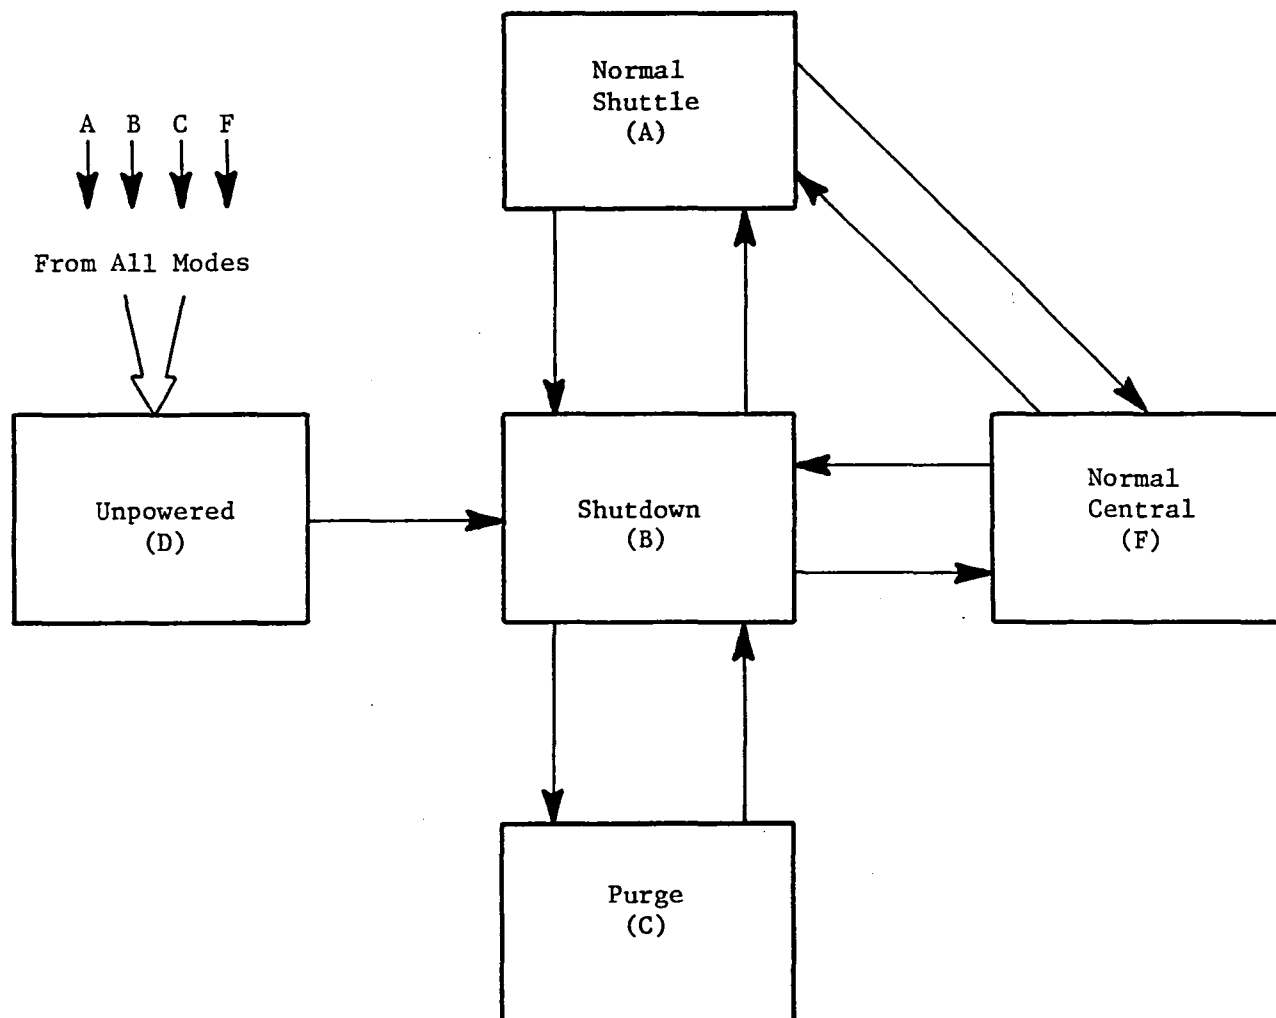 Normal
Shuttle
(A)
A B C F
From All Modes
Unpowered
(D)
Shutdown
(B)
Normal
Central
(F)
Purge
(C)